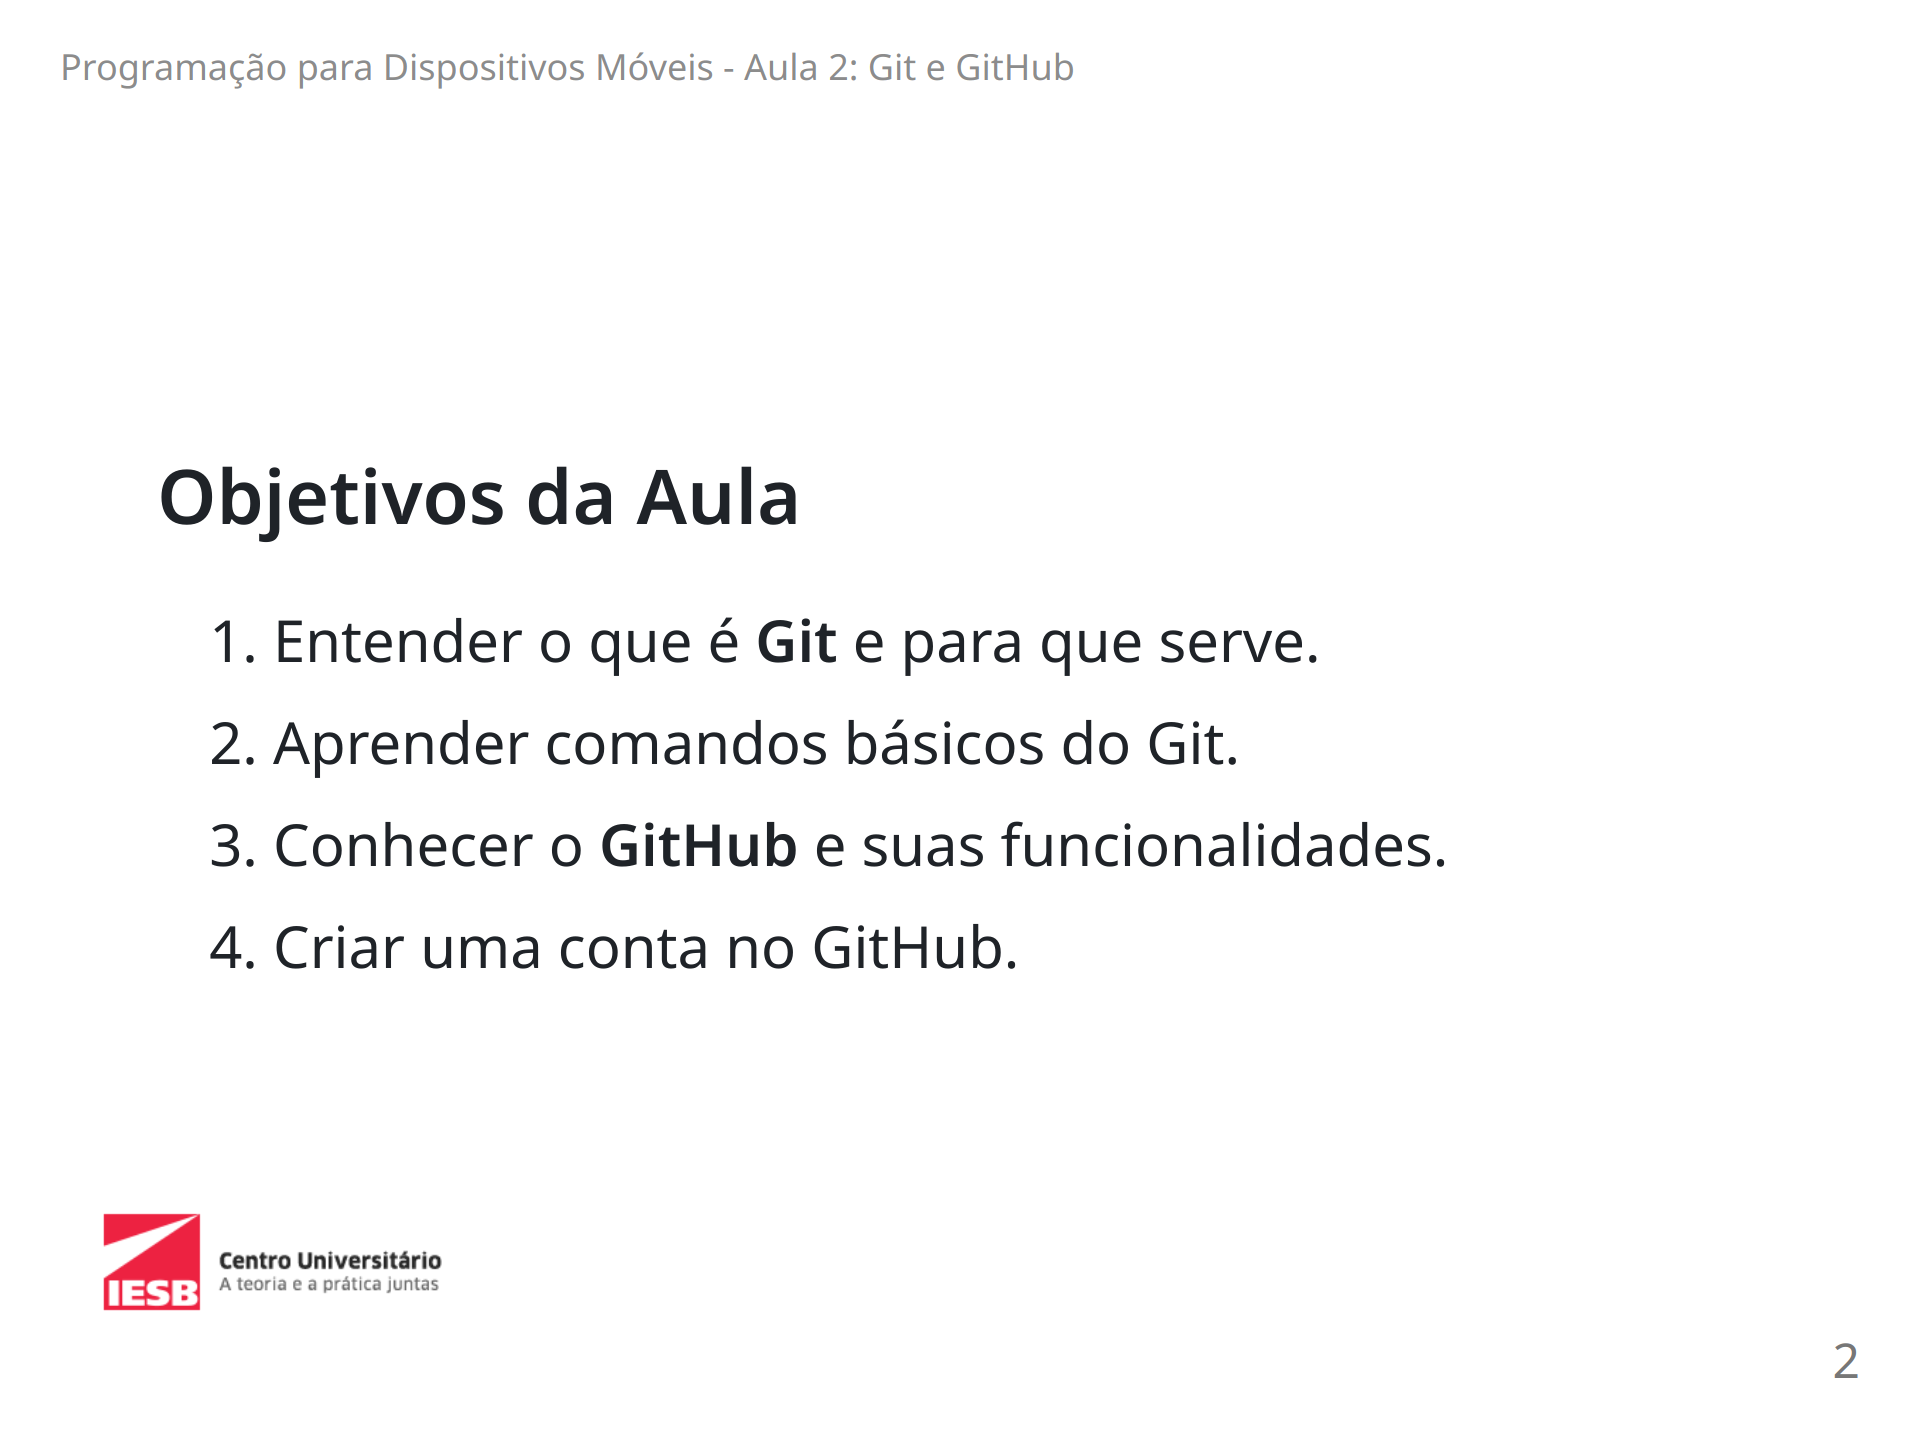 Programação para Dispositivos Móveis - Aula 2: Git e GitHub
Objetivos da Aula
1. Entender o que é Git e para que serve.
2. Aprender comandos básicos do Git.
3. Conhecer o GitHub e suas funcionalidades.
4. Criar uma conta no GitHub.
IESB
Centro Universitário
A teoria e a prática juntas
2